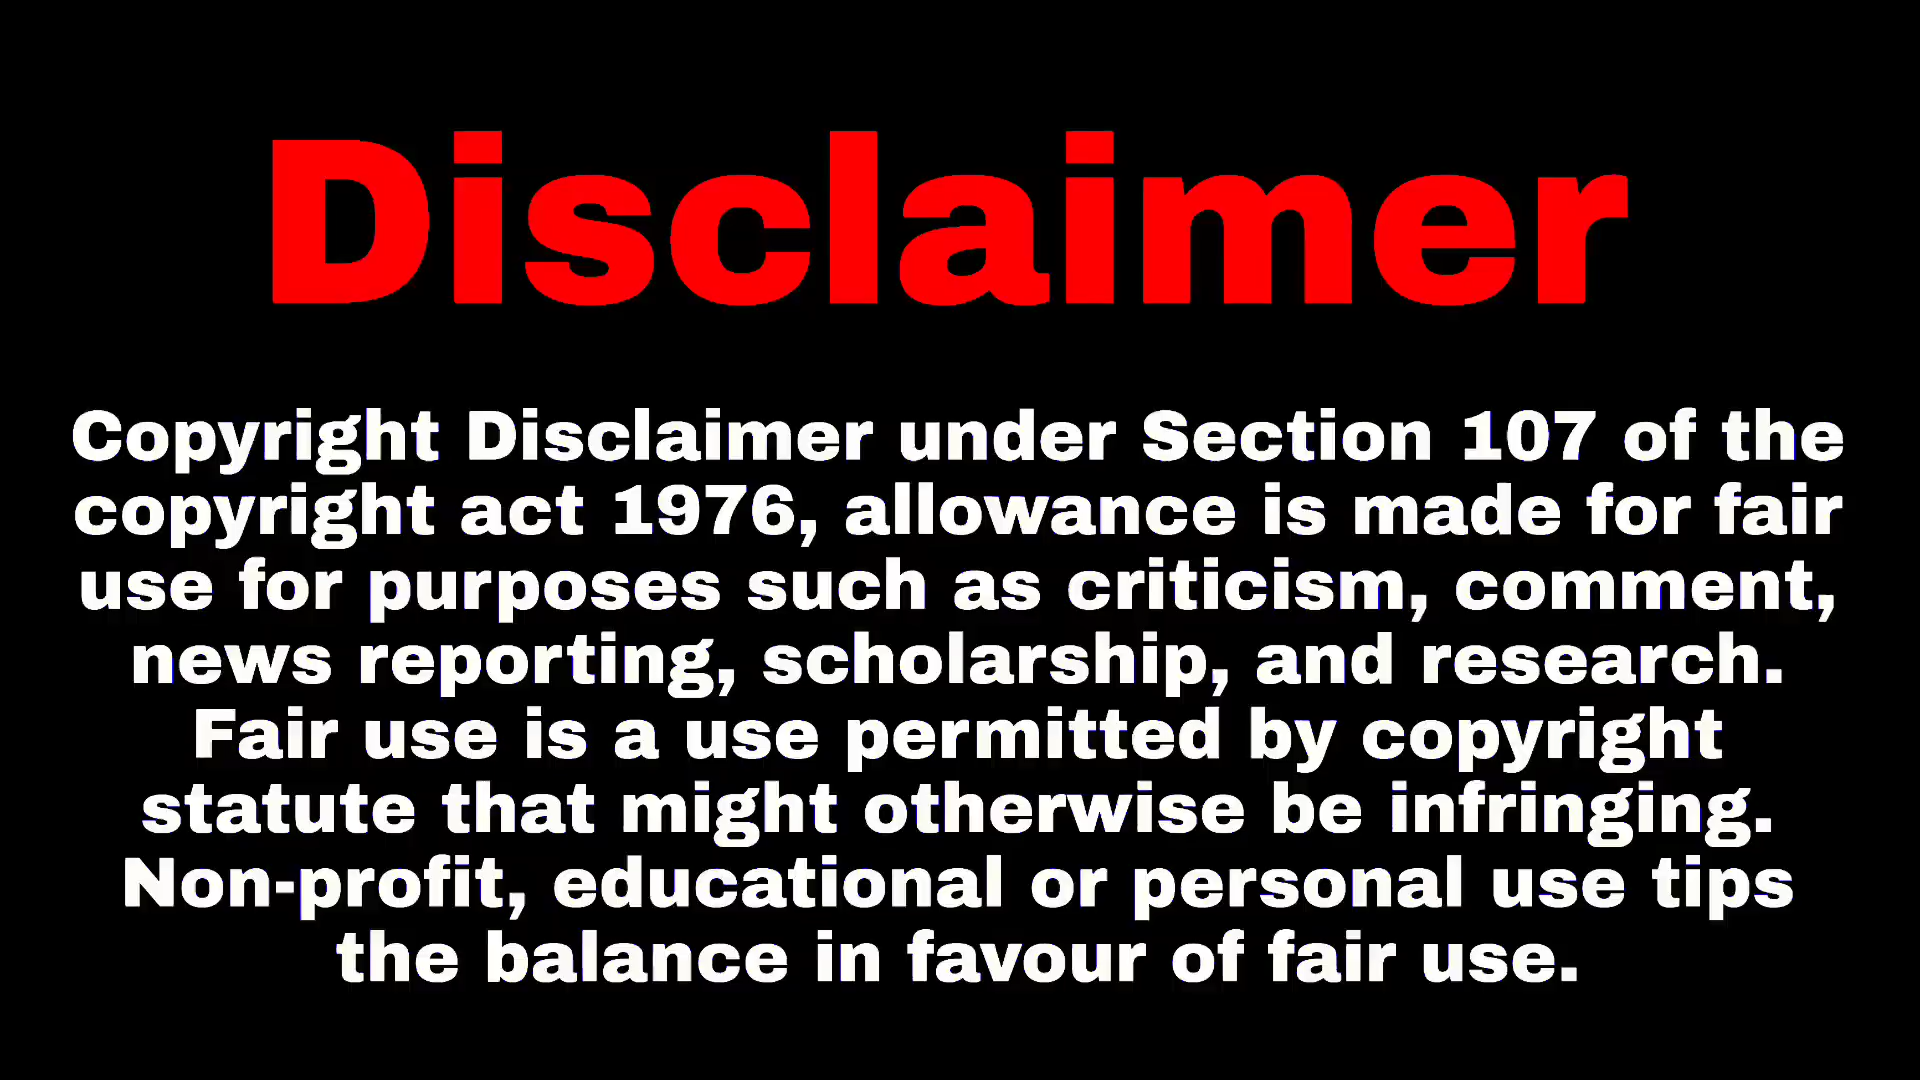 Disclaimer
Copyright Disclaimer under Section 107 of the
copyright act 1976, allowance is made for fair
use for purposes such as criticism, comment,
news reporting, scholarship, and research.
Fair use is a use permitted by copyright
statute that might otherwise be infringing.
Non-profit, educational or personal use tips
the balance in favour of fair use.